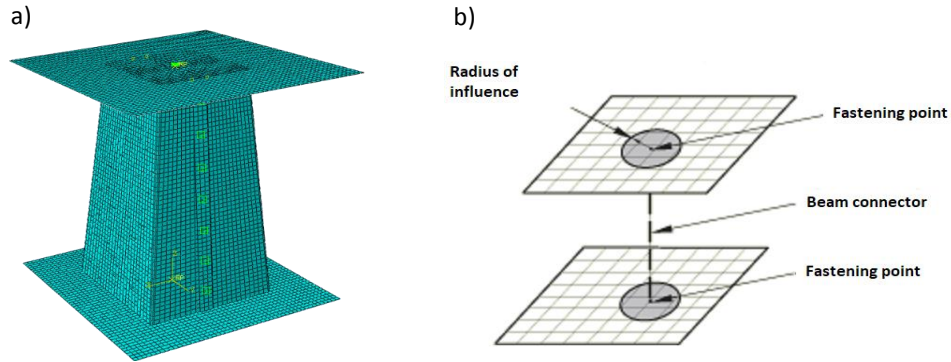 a)
b)
Radius of
influence
Fastening point
Beam connector
Fastening point